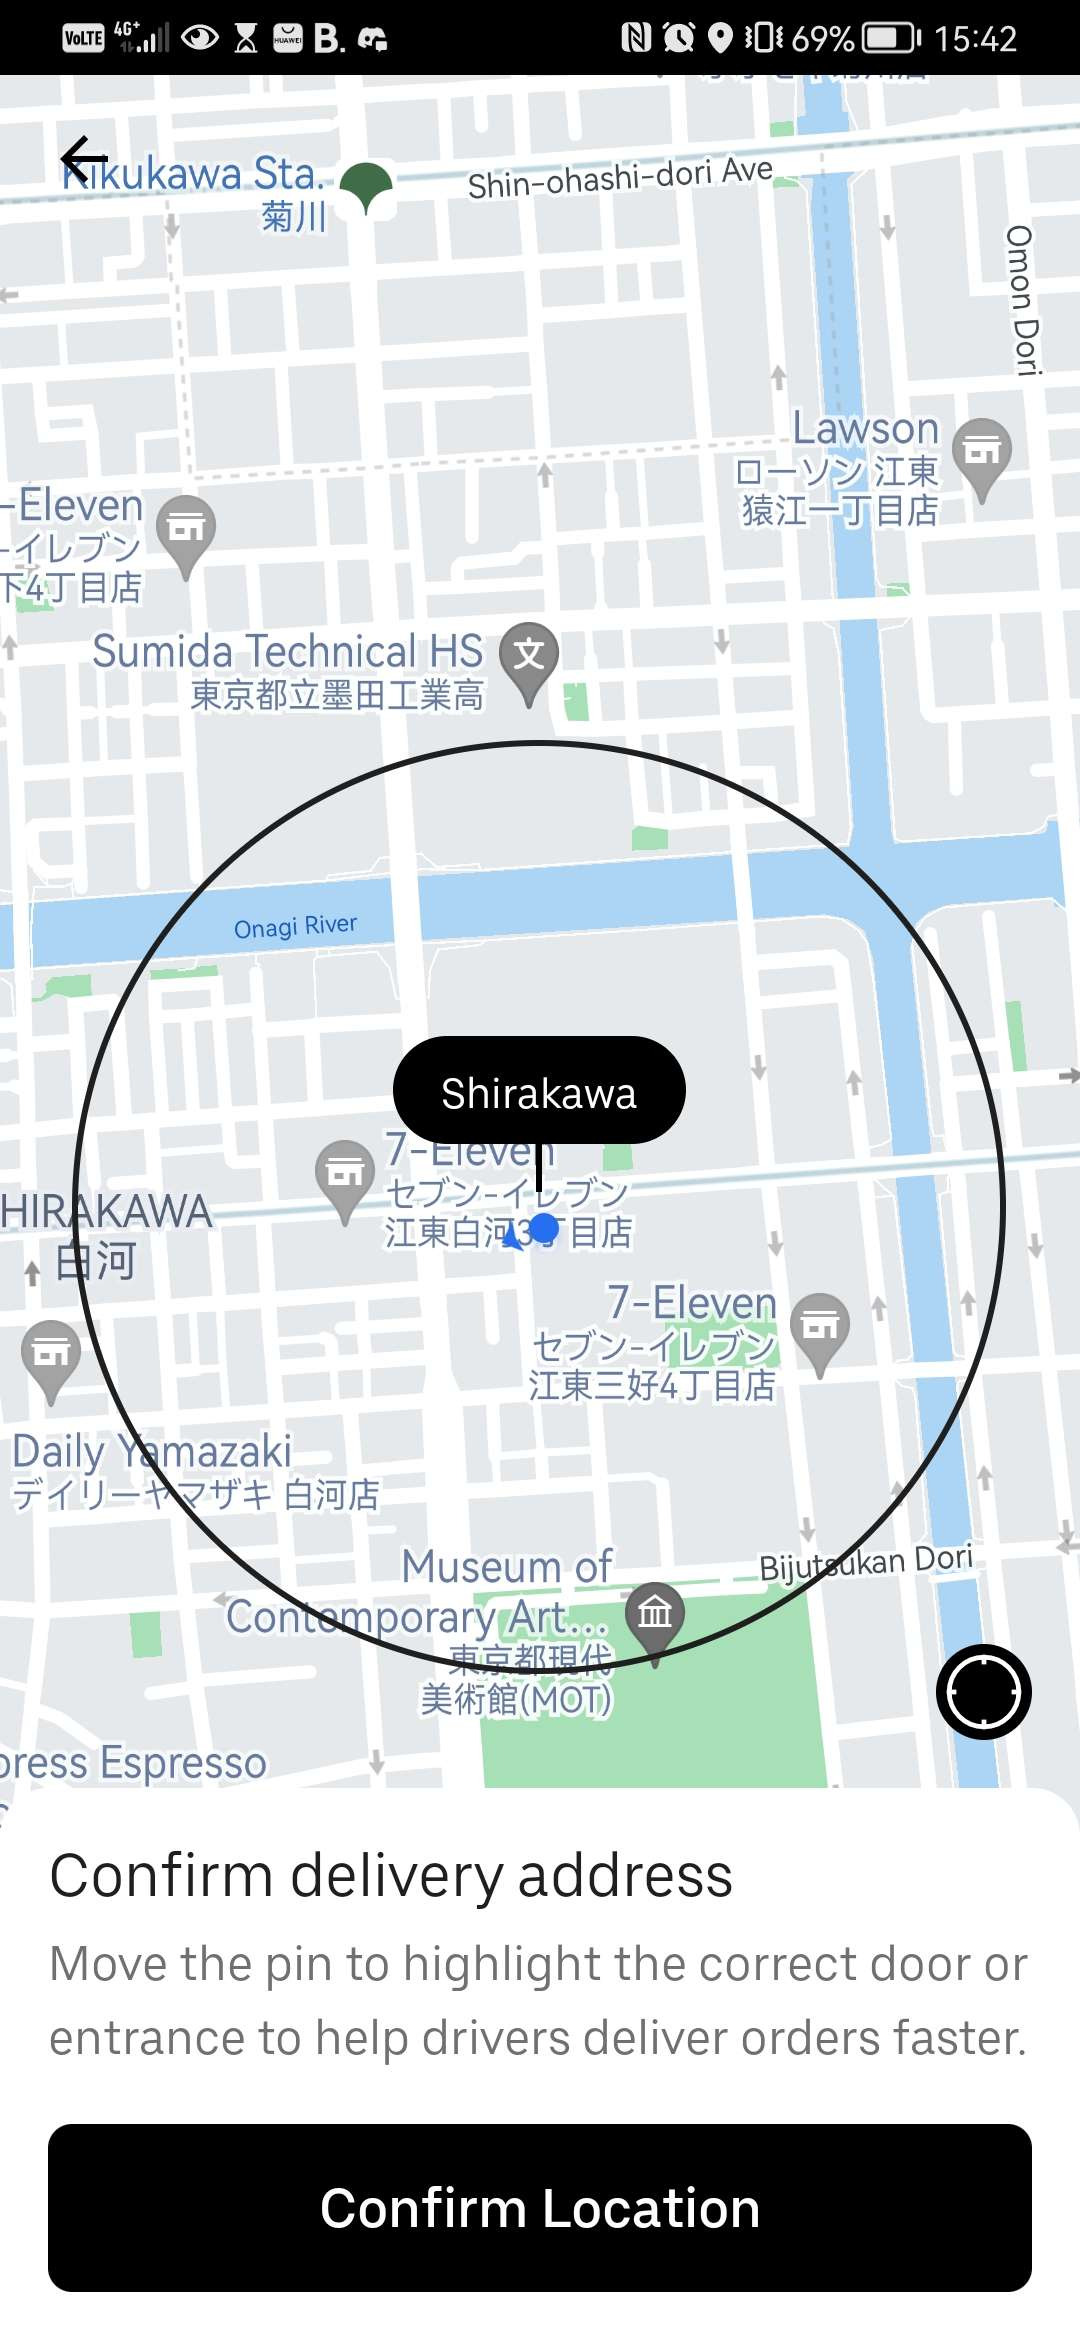 VoLTE 4G+ HUAWEI B. 69% 15:42
Kikukawa Sta.
菊川
Shin-ohashi-dori Ave
Omon Dori
Lawson
ローソン 江東
猿江一丁目店
-Eleven
-イレブン
下4丁目店
Sumida Technical HS
文
東京都立墨田工業高
Onagi River
Shirakawa
7-Eleven
セブン-イレブン
江東白河3丁目店
HIRAKAWA
白河
7-Eleven
セブン-イレブン
江東三好4丁目店
Daily Yamazaki
デイリーヤマザキ 白河店
Bijutsukan Dori
Museum of
Contemporary Art...
東京都現代
美術館(MOT)
press Espresso
Confirm delivery address
Move the pin to highlight the correct door or
entrance to help drivers deliver orders faster.
Confirm Location